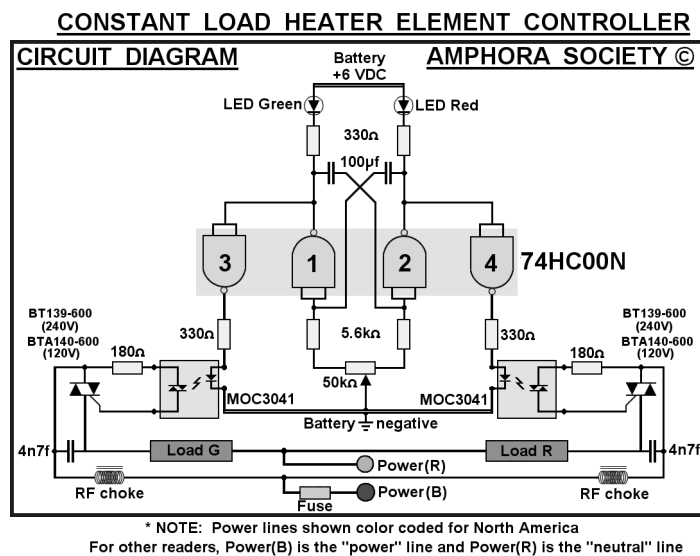 CONSTANT LOAD HEATER ELEMENT CONTROLLER
CIRCUIT DIAGRAM
AMPHORA SOCIETY ©
Battery
+6 VDC
LED Green
LED Red
330Ω
100µf
3
1
2
4
74HC00N
BT139-600
(240V)
BTA140-600
(120V)
180Ω
330Ω
5.6kΩ
330Ω
BT139-600
(240V)
BTA140-600
(120V)
180Ω
50kΩ
MOC3041
MOC3041
Battery
negative
4n7f
Load G
Load R
4n7f
Power(R)
RF choke
RF choke
Power(B)
Fuse
* NOTE: Power lines shown color coded for North America
For other readers, Power(B) is the "power" line and Power(R) is the "neutral" line